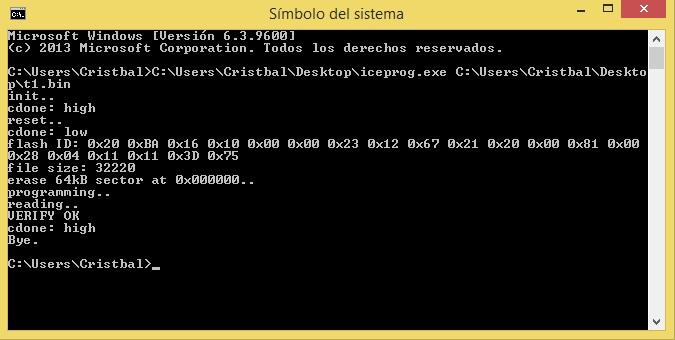 Símbolo del sistema
Microsoft Windows [Versión 6.3.9600]
(c) 2013 Microsoft Corporation. Todos los derechos reservados.
C:\Users\Cristbal>C:\Users\Cristbal\Desktop\iceprog.exe C:\Users\Cristbal\Deskto
p\t1.bin
init..
cdone: high
reset..
cdone: low
flash ID: 0x20 0xBA 0x16 0x10 0x00 0x00 0x23 0x12 0x67 0x21 0x20 0x00 0x81 0x00
0x28 0x04 0x11 0x11 0x3D 0x75
file size: 32220
erase 64kB sector at 0x000000..
programming..
reading..
VERIFY OK
cdone: high
Bye.
C:\Users\Cristbal>_